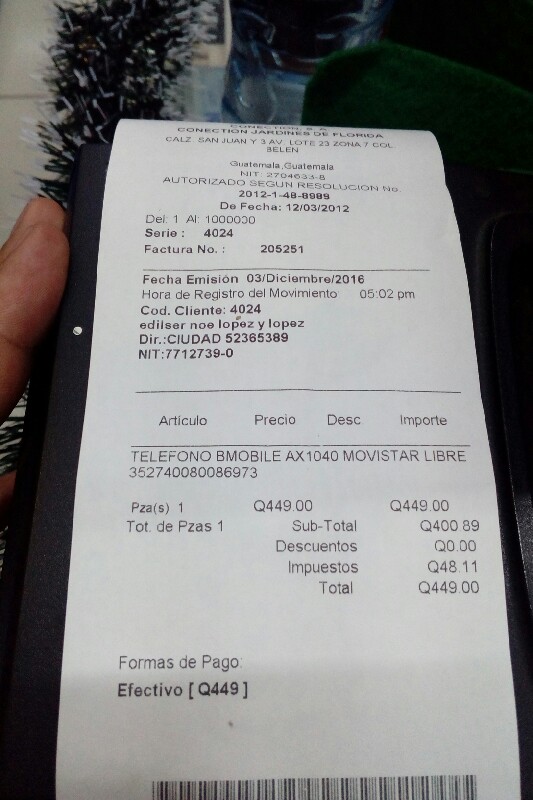 CONECTION, S. A.
CONECTION JARDINES DE FLORIDA
CALZ. SAN JUAN Y 3 AV. LOTE 23 ZONA 7 COL.
BELEN
Guatemala,Guatemala
NIT: 2704633-8
AUTORIZADO SEGUN RESOLUCION No.
2012-1-48-8989
De Fecha: 12/03/2012
Del: 1 Al: 1000000
Serie : 4024
Factura No. : 205251
Fecha Emisión 03/Diciembre/2016
Hora de Registro del Movimiento 05:02 pm
Cod. Cliente: 4024
edilser noe lopez y lopez
Dir.:CIUDAD 52365389
NIT:7712739-0
Artículo Precio Desc Importe
TELEFONO BMOBILE AX1040 MOVISTAR LIBRE
352740080086973
Pza(s) 1 Q449.00 Q449.00
Tot. de Pzas 1 Sub-Total Q400.89
Descuentos Q0.00
Impuestos Q48.11
Total Q449.00
Formas de Pago:
Efectivo [ Q449 ]